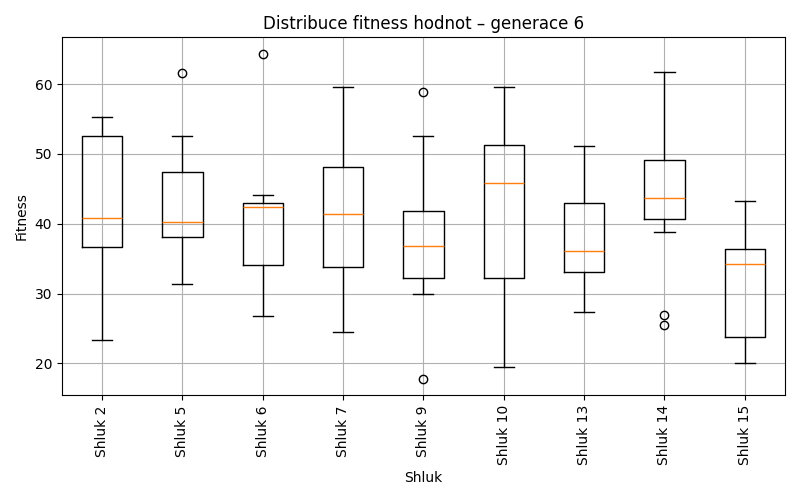 Distribuce fitness hodnot – generace 6
Fitness
60
50
40
30
20
Shluk 2
Shluk 5
Shluk 6
Shluk 7
Shluk 9
Shluk 10
Shluk 13
Shluk 14
Shluk 15
Shluk